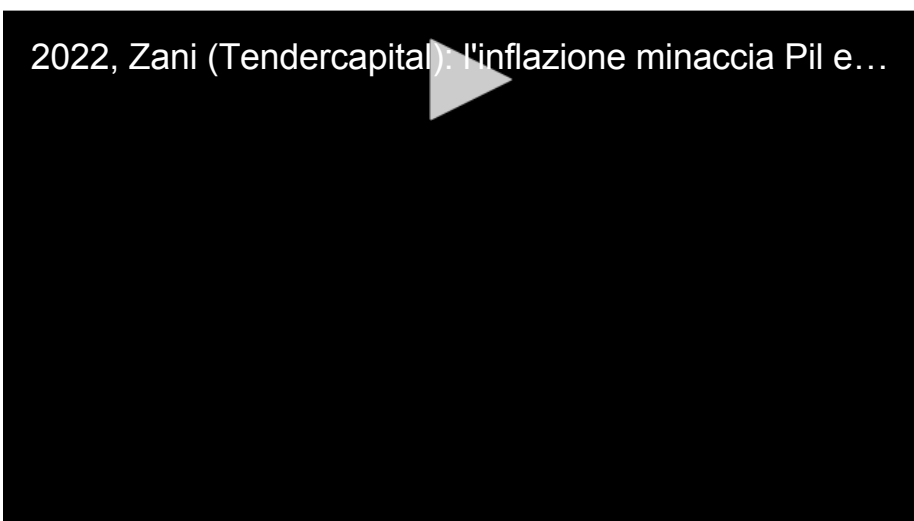 2022, Zani (Tendercapital): l'inflazione minaccia Pil e…